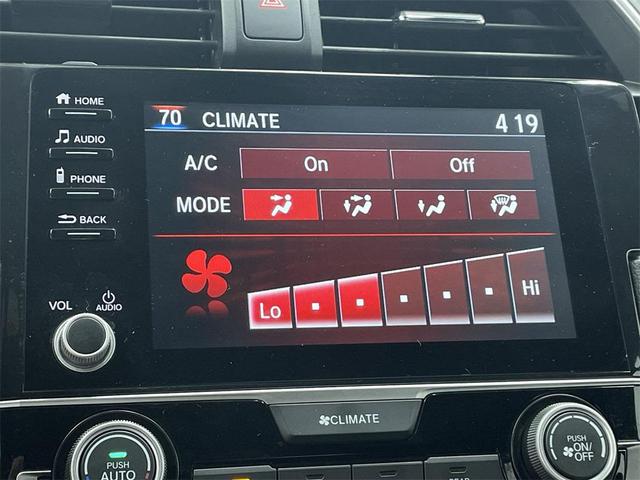 HOME
AUDIO
PHONE
BACK
VOL
AUDIO
70 CLIMATE 4 19
A/C On Off
MODE
Lo Hi
CLIMATE
PUSH
AUTO
PUSH
ON/
OFF
REAR